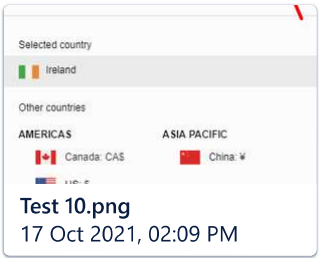 Selected country
Ireland
Other countries
AMERICAS
ASIA PACIFIC
Canada: CA$
China: ¥
US: $
Test 10.png
17 Oct 2021, 02:09 PM